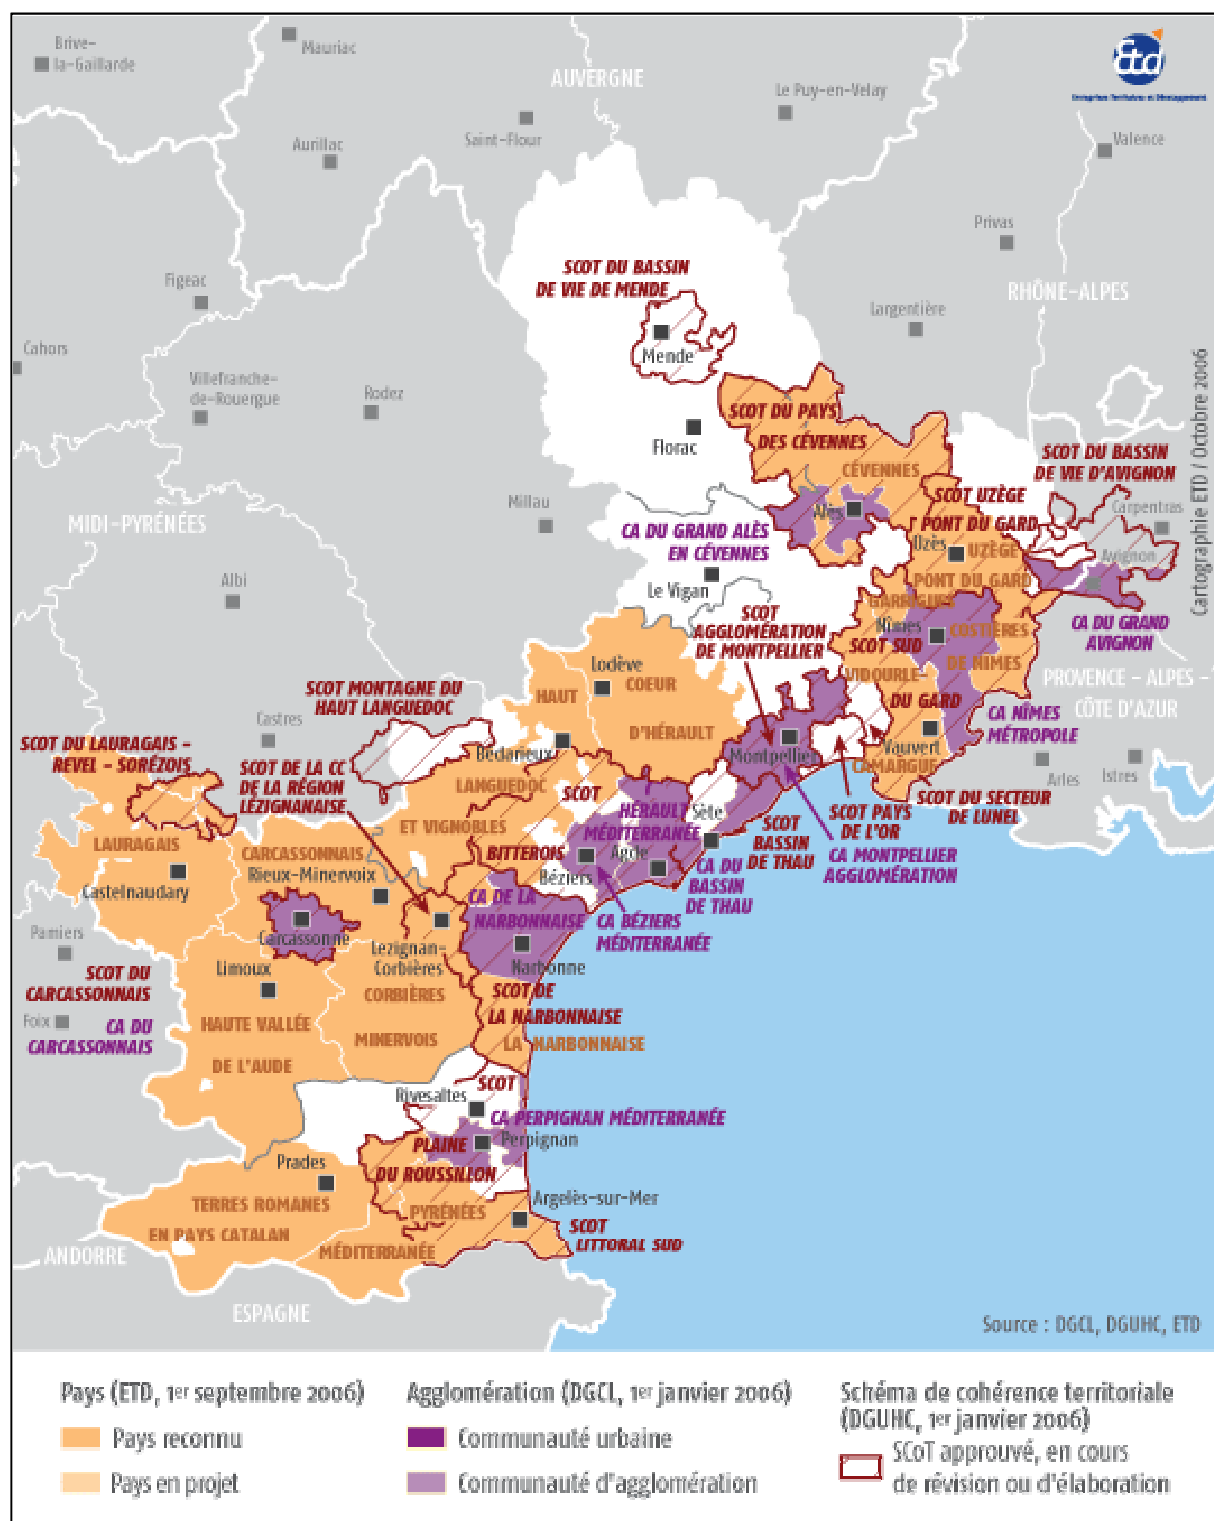 Brive-
la-Gaillarde
Mauriac
AUVERGNE
Etd
Entreprises Territoires et Développement
Le Puy-en-Velay
Saint-Flour
Aurillac
Valence
Privas
SCOT DU BASSIN
DE VIE DE MENDE
Figeac
RHÔNE-ALPES
Largentière
Mende
Cahors
Villefranche-
de-Rouergue
Rodez
Cartographie ETD / Octobre 2006
SCOT DU PAYS
DES CÉVENNES
Florac
CÉVENNES
SCOT DU BASSIN
DE VIE D'AVIGNON
Millau
SCOT UZÈGE
PONT DU GARD
Carpentras
MIDI-PYRÉNÉES
Alès
CA DU GRAND ALÈS
EN CÉVENNES
Uzès
UZÈGE
PONT DU GARD
Avignon
Albi
Le Vigan
GARRIGUES
SCOT
AGGLOMÉRATION
DE MONTPELLIER
Nîmes
COSTIÈRES
DE NIMES
CA DU GRAND
AVIGNON
SCOT SUD
DU GARD
VIDOURLE-
CAMARGUE
Lodève
COEUR
D'HÉRAULT
HAUT
LANGUEDOC
ET VIGNOBLES
PROVENCE - ALPES -
CÔTE D'AZUR
SCOT MONTAGNE DU
HAUT LANGUEDOC
Castres
CA NÎMES
MÉTROPOLE
SCOT DU LAURAGAIS -
REVEL - SORÉZOIS
Bédarieux
Montpellier
Vauvert
Arles
Istres
SCOT DE LA CC
DE LA RÉGION
LÉZIGNANAISE
SCOT
BITTEROIS
HÉRAULT
MÉDITERRANÉE
Sète
SCOT
BASSIN
DE THAU
SCOT PAYS
DE L'OR
SCOT DU SECTEUR
DE LUNEL
CA MONTPELLIER
AGGLOMÉRATION
LAURAGAIS
Castelnaudary
CARCASSONNAIS
Rieux-Minervoix
Béziers
Agde
CA DU
BASSIN
DE THAU
CA DE LA
NARBONNAISE
CA BÉZIERS
MÉDITERRANÉE
Pamiers
Carcassonne
Lezignan-
Corbières
Narbonne
Limoux
SCOT DU
CARCASSONNAIS
CORBIÈRES
MINERVOIS
SCOT DE
LA NARBONNAISE
Foix
CA DU
CARCASSONNAIS
HAUTE VALLÉE
DE L'AUDE
LA NARBONNAISE
Rivesaltes
SCOT
PLAINE
DU ROUSSILLON
CA PERPIGNAN MÉDITERRANÉE
Perpignan
Prades
TERRES ROMANES
EN PAYS CATALAN
PYRÉNÉES
MÉDITERRANÉE
Argelès-sur-Mer
SCOT
LITTORAL SUD
ANDORRE
ESPAGNE
Source : DGCL, DGUHC, ETD
Pays (ETD, 1er septembre 2006)
Pays reconnu
Pays en projet
Agglomération (DGCL, 1er janvier 2006)
Communauté urbaine
Communauté d'agglomération
Schéma de cohérence territoriale
(DGUHC, 1er janvier 2006)
SCoT approuvé, en cours
de révision ou d'élaboration